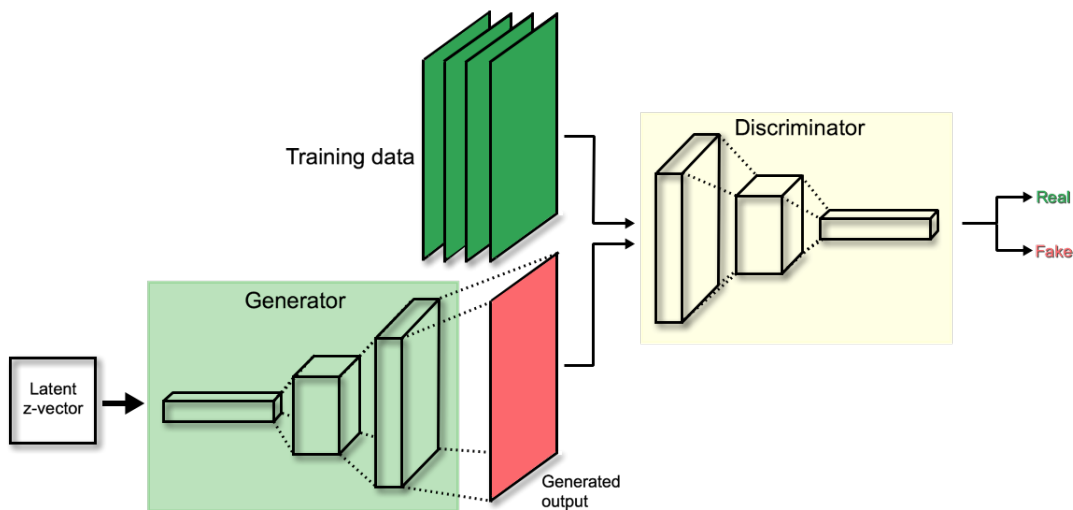 Training data
Discriminator
Real
Fake
Generator
Latent
z-vector
Generated
output